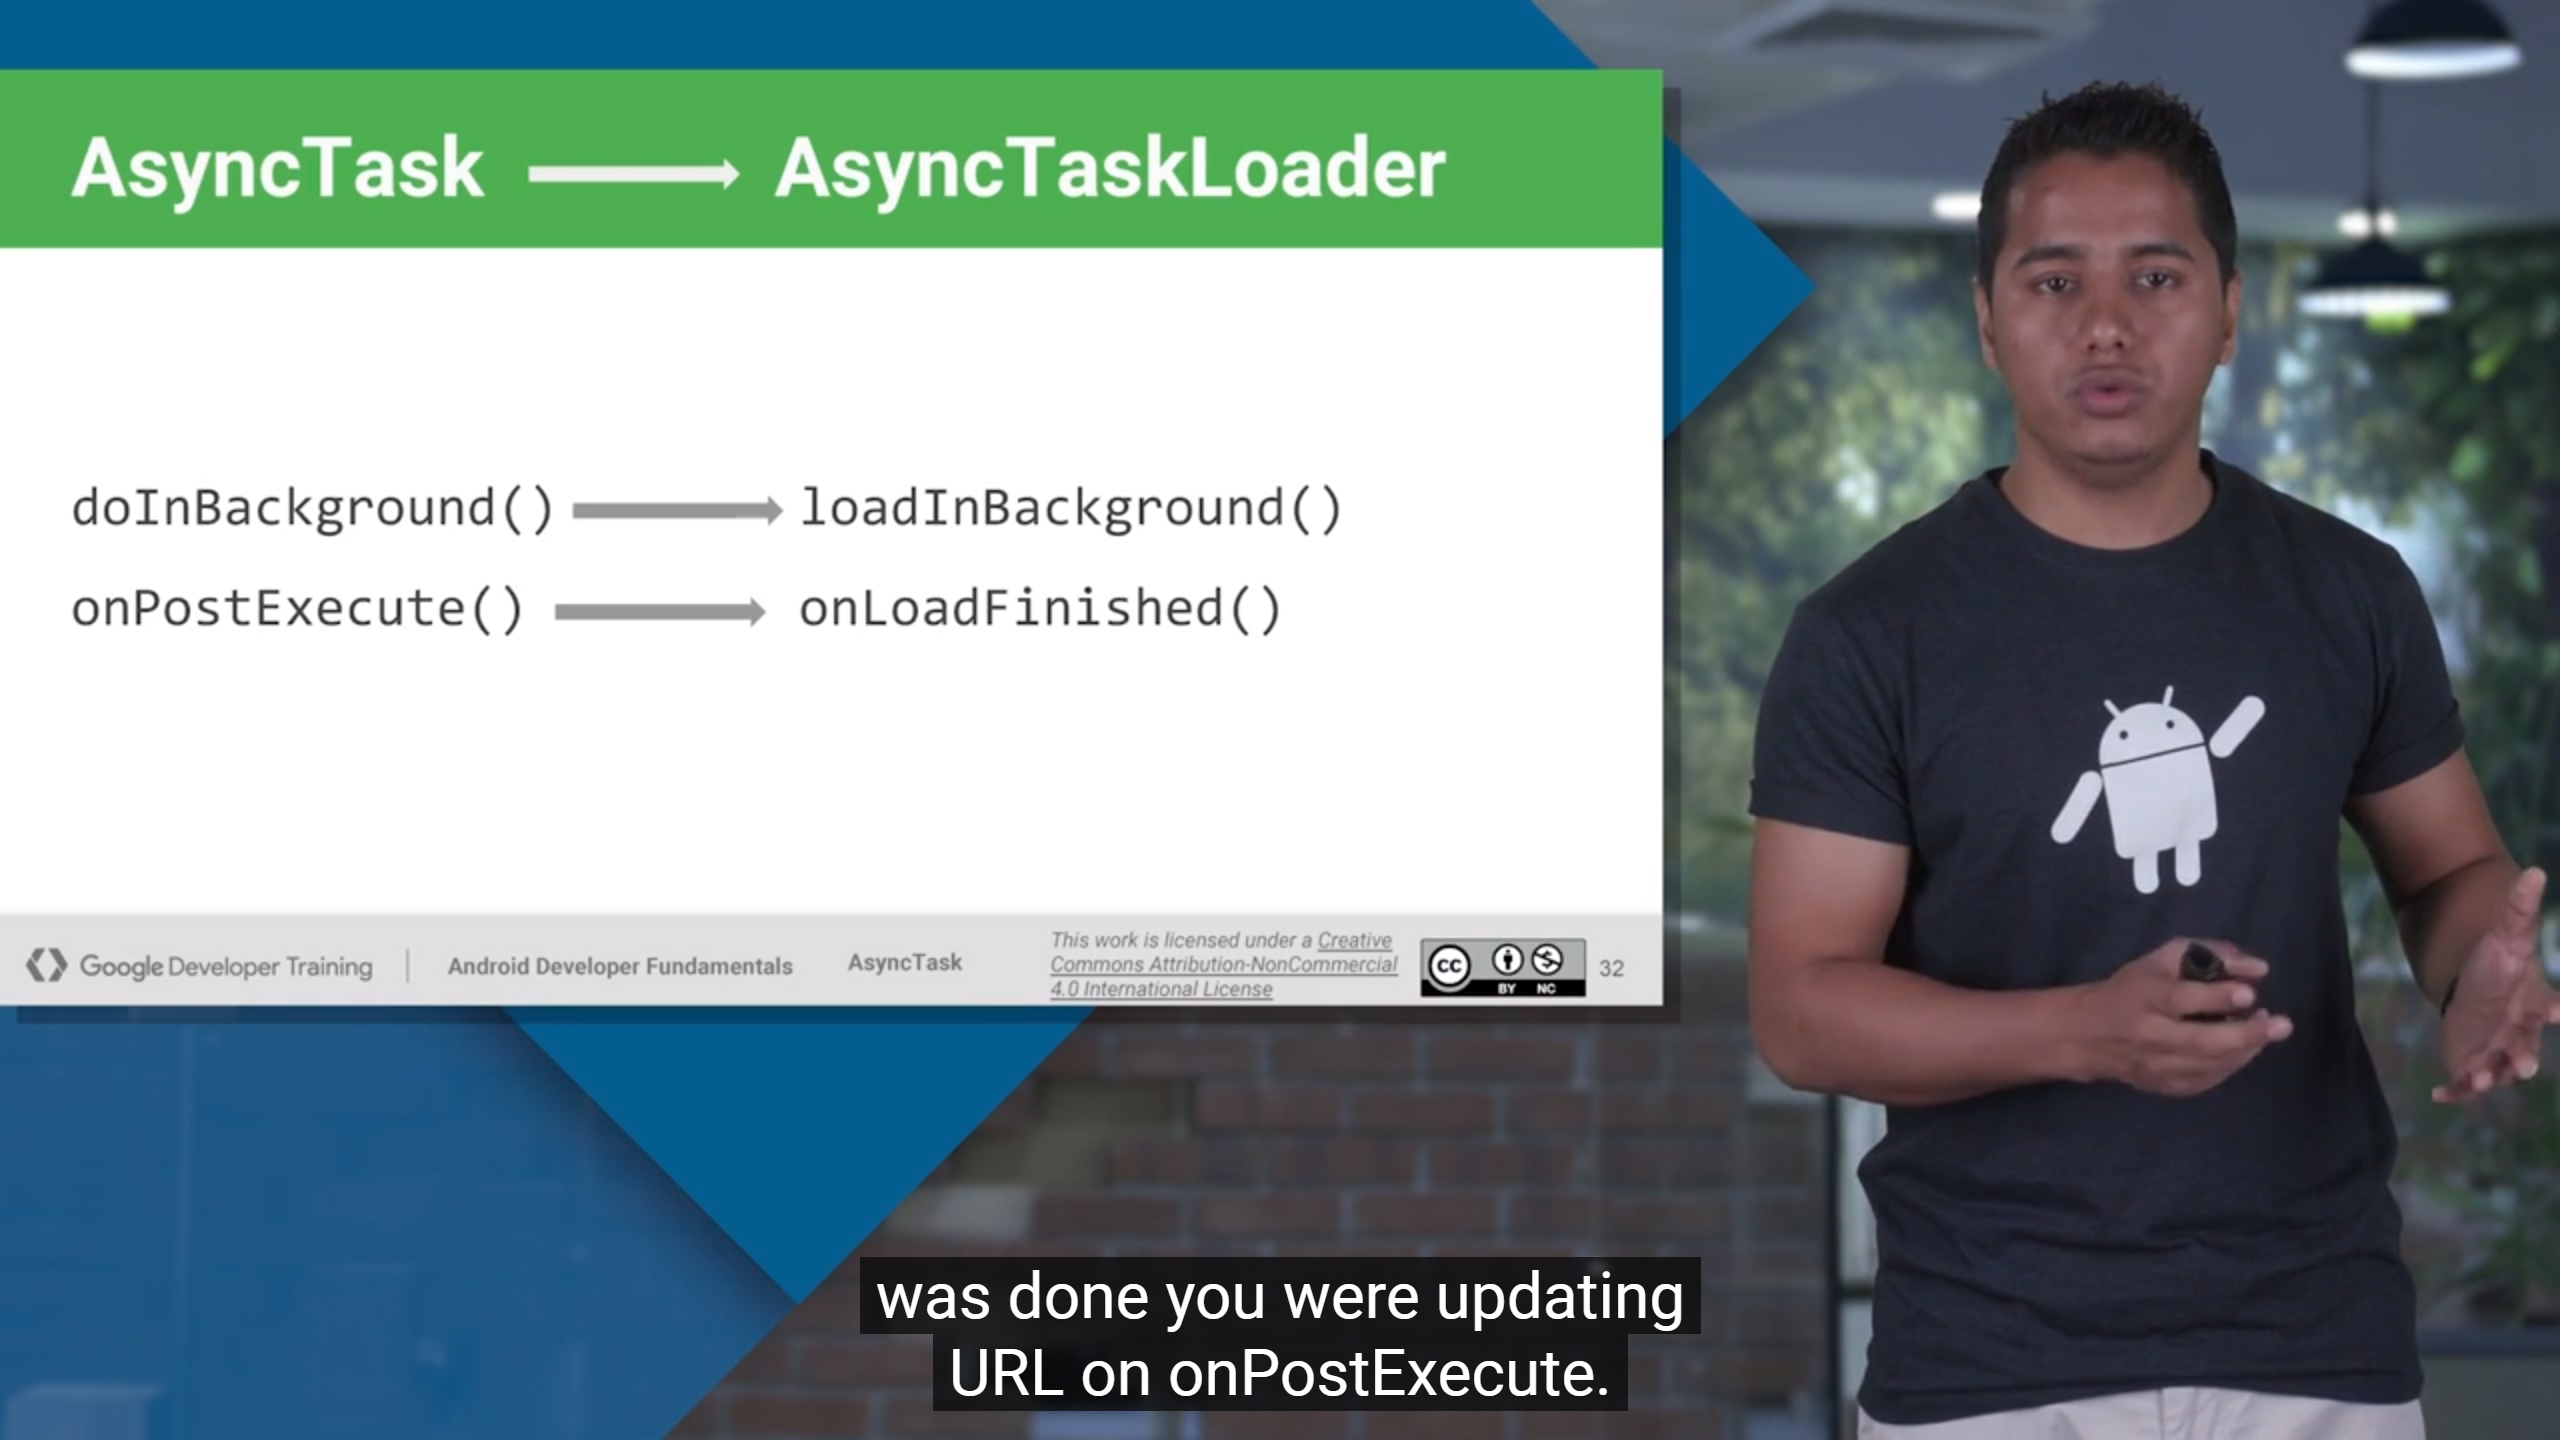 AsyncTask AsyncTaskLoader
doInBackground() loadInBackground()
onPostExecute() onLoadFinished()
Google Developer Training
Android Developer Fundamentals
AsyncTask
This work is licensed under a Creative
Commons Attribution-NonCommercial
4.0 International License
CC
BY NC
32
was done you were updating
URL on onPostExecute.